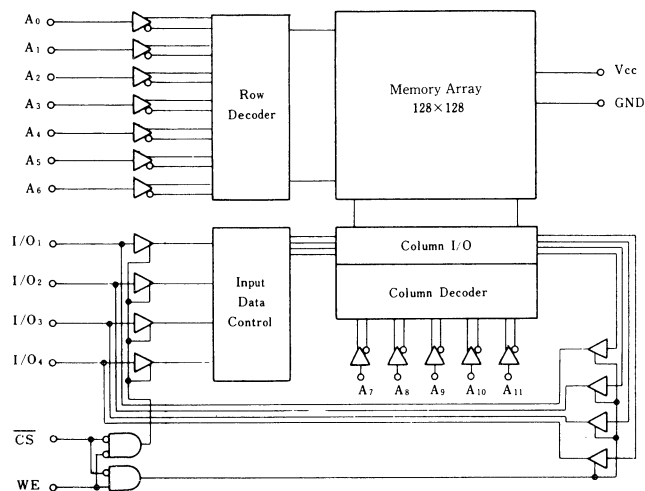 A0
A1
A2
A3
A4
A5
A6
Row
Decoder
Memory Array
128×128
Vcc
GND
I/O1
I/O2
I/O3
I/O4
Input
Data
Control
Column I/O
Column Decoder
A7 A8 A9 A10 A11
CS
WE